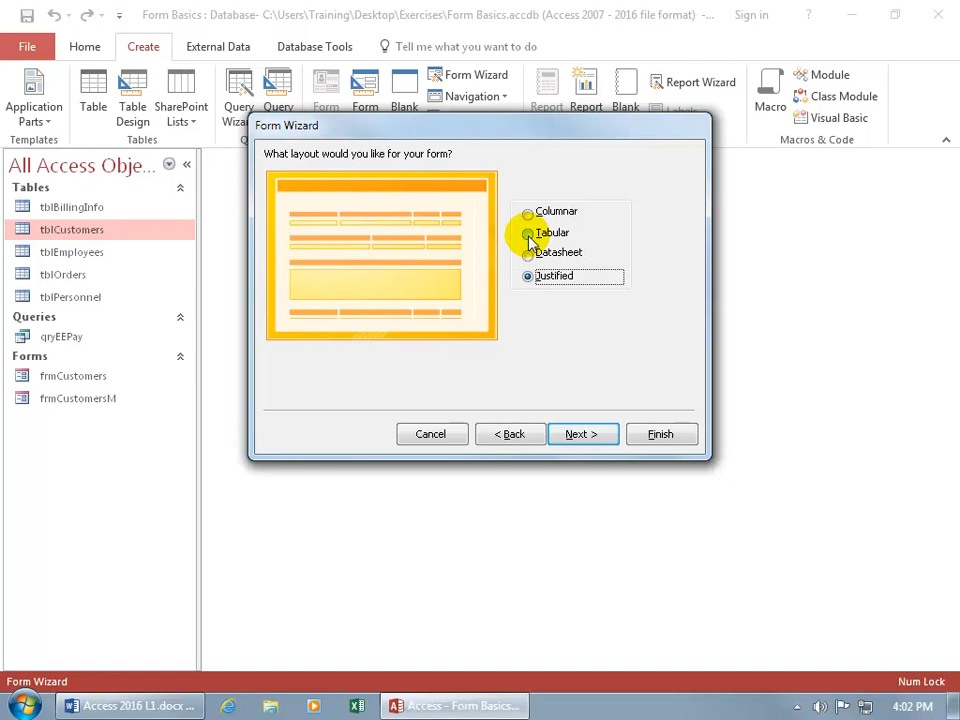 Form Basics : Database- C:\Users\Training\Desktop\Exercises\Form Basics.accdb (Access 2007 - 2016 file format) -...
Sign in
?
File
Home
Create
External Data
Database Tools
Tell me what you want to do
Application
Parts
Templates
Table
Table
Design
SharePoint
Lists
Tables
Query
Wiz
Query
Form
Form
Blank
Form Wizard
Navigation
Report
Report
Blank
Report Wizard
Macro
Module
Class Module
Visual Basic
Macros & Code
All Access Obje...
Tables
tblBillingInfo
tblCustomers
tblEmployees
tblOrders
tblPersonnel
Queries
qryEEPay
Forms
frmCustomers
frmCustomersM
Form Wizard
What layout would you like for your form?
Columnar
Tabular
Datasheet
Justified
Cancel
< Back
Next >
Finish
Form Wizard
Num Lock
Access 2016 L1.docx ...
Access - Form Basics...
4:02 PM